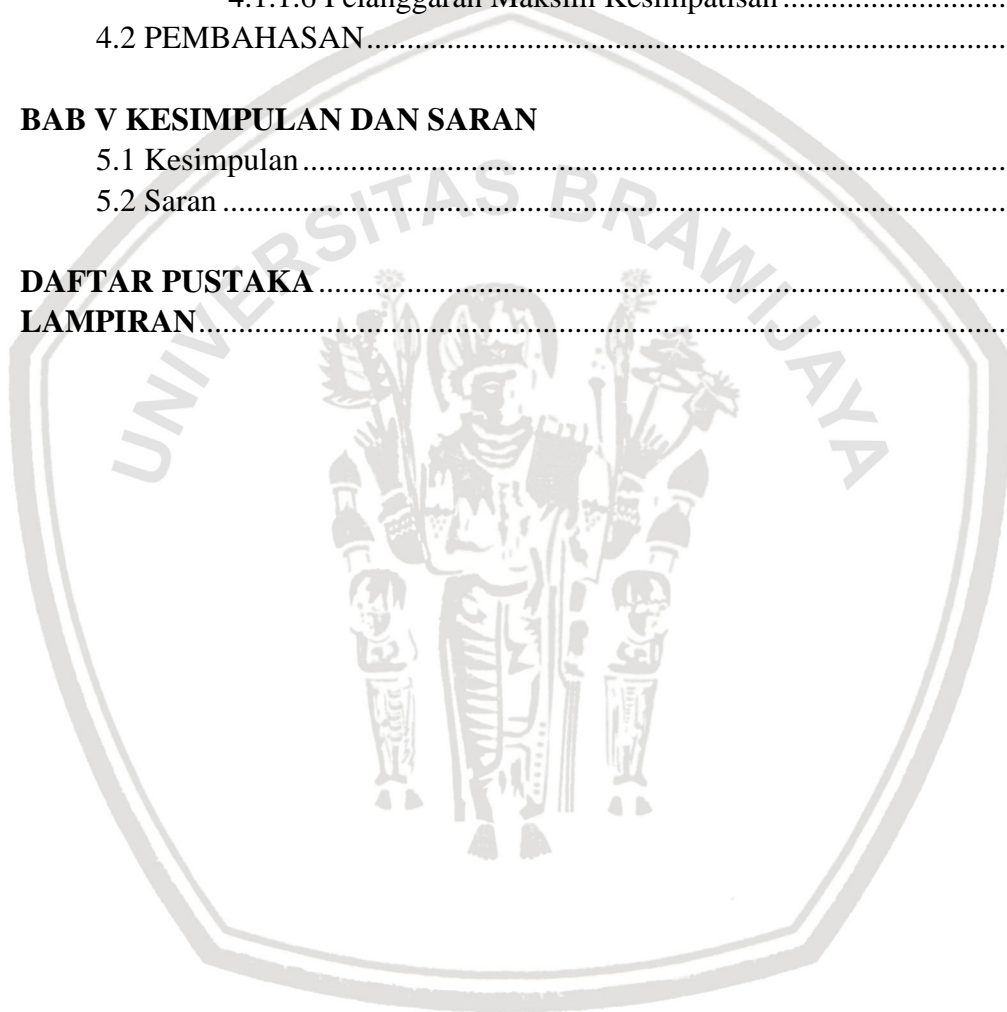 4.1.1.6 Pelanggaran Maksim Kesimpatisan ........................
4.2 PEMBAHASAN ................................................................................
BAB V KESIMPULAN DAN SARAN
5.1 Kesimpulan ........................................................................................
5.2 Saran ..................................................................................................
DAFTAR PUSTAKA .......................................................................................
LAMPIRAN......................................................................................................
UNIVERSITAS BRAWIJAYA